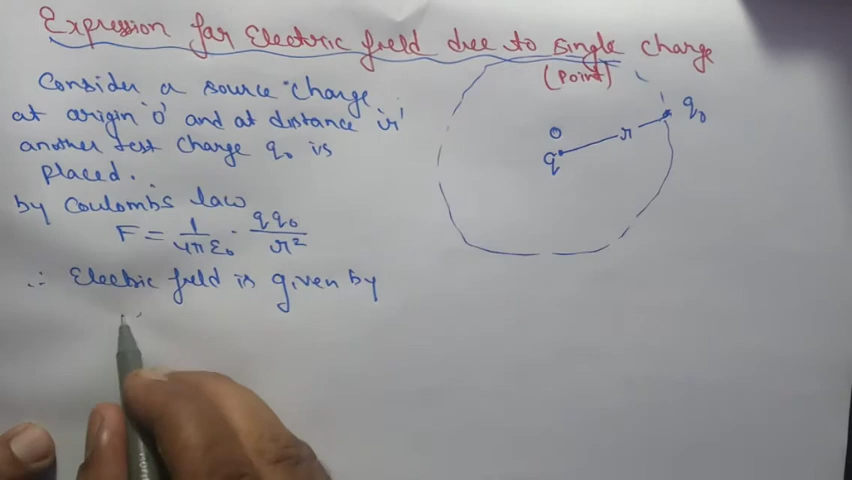 Expression for Electric field due to single charge
(Point)
Consider a source charge
at origin 'O' and at distance 'r'
another test charge q₀ is
placed.
by Coulombs law
F = 1/4πε₀ · qq₀/r²
∴ Electric field is given by
O
q
r
q₀